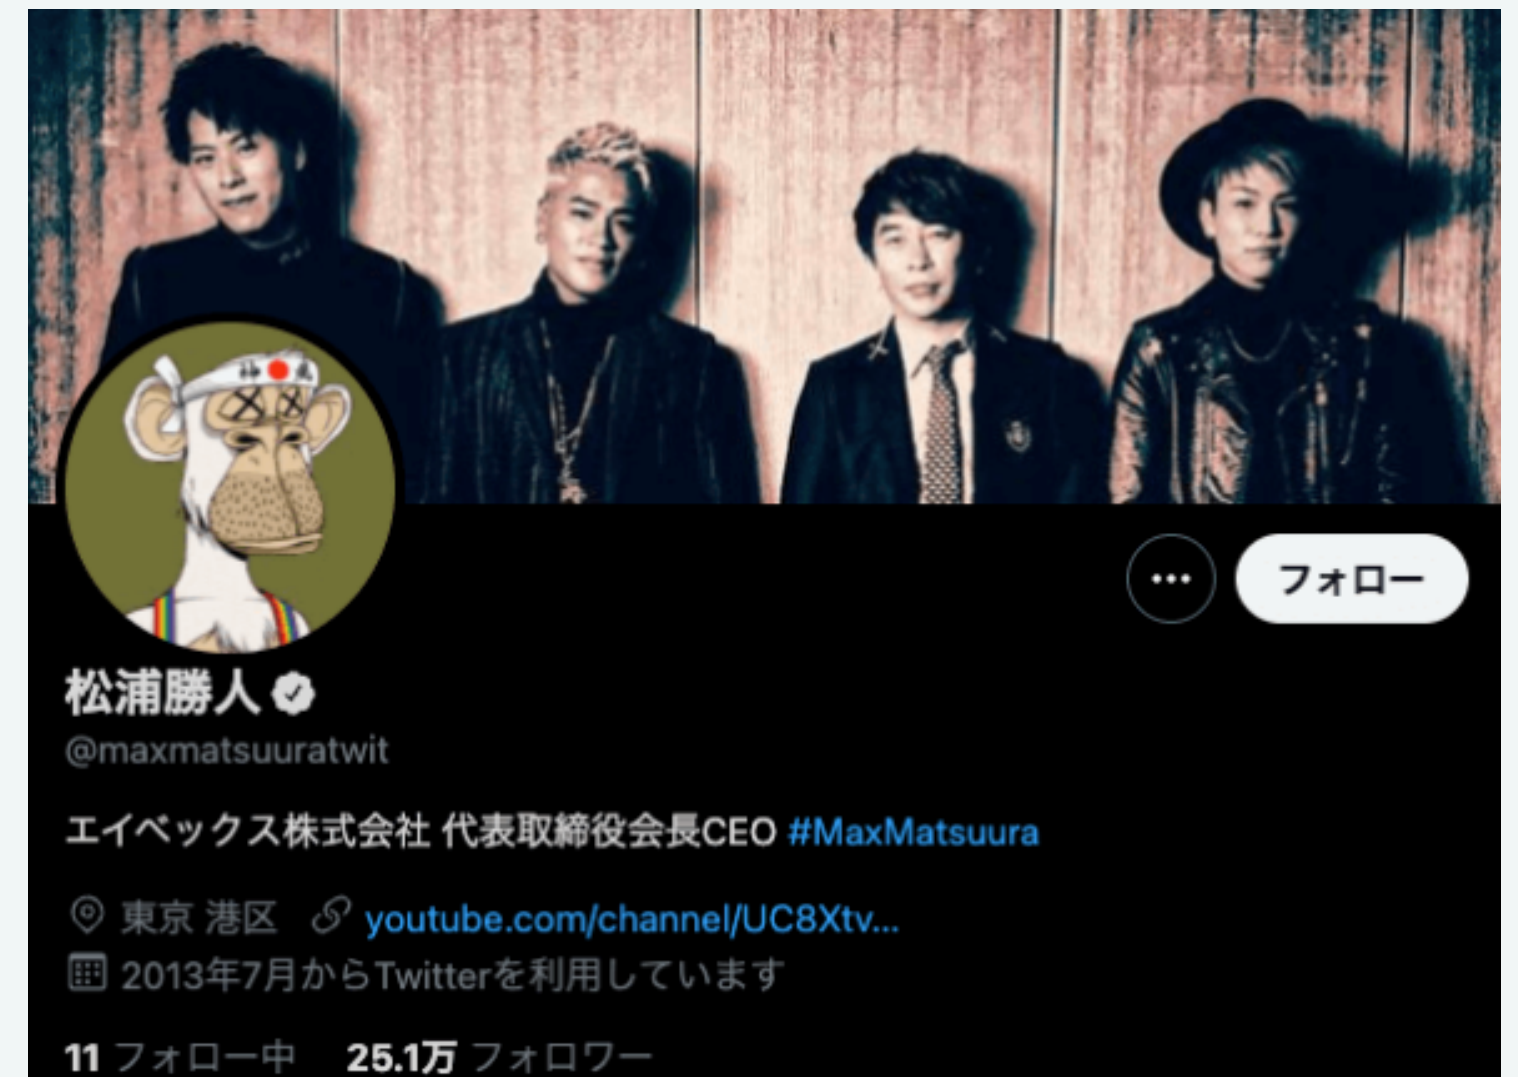 神 風
フォロー
松浦勝人
@maxmatsuuratwit
エイベックス株式会社 代表取締役会長CEO #MaxMatsuura
東京 港区 youtube.com/channel/UC8Xtv...
2013年7月からTwitterを利用しています
11 フォロー中 25.1万 フォロワー